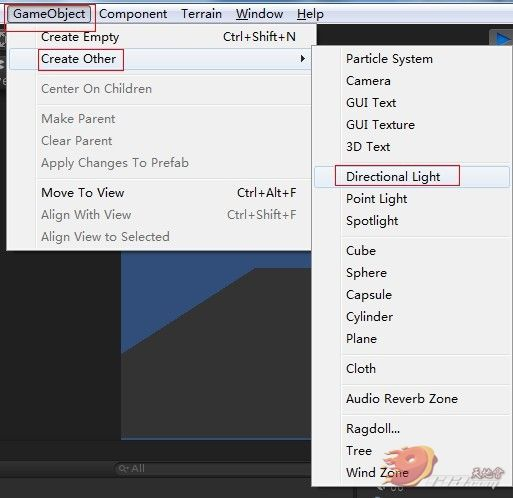 GameObject Component Terrain Window Help
Create Empty Ctrl+Shift+N
Create Other
Center On Children
Make Parent
Clear Parent
Apply Changes To Prefab
Move To View Ctrl+Alt+F
Align With View Ctrl+Shift+F
Align View to Selected
Particle System
Camera
GUI Text
GUI Texture
3D Text
Directional Light
Point Light
Spotlight
Cube
Sphere
Capsule
Cylinder
Plane
Cloth
Audio Reverb Zone
Ragdoll...
Tree
Wind Zone
All
天地会